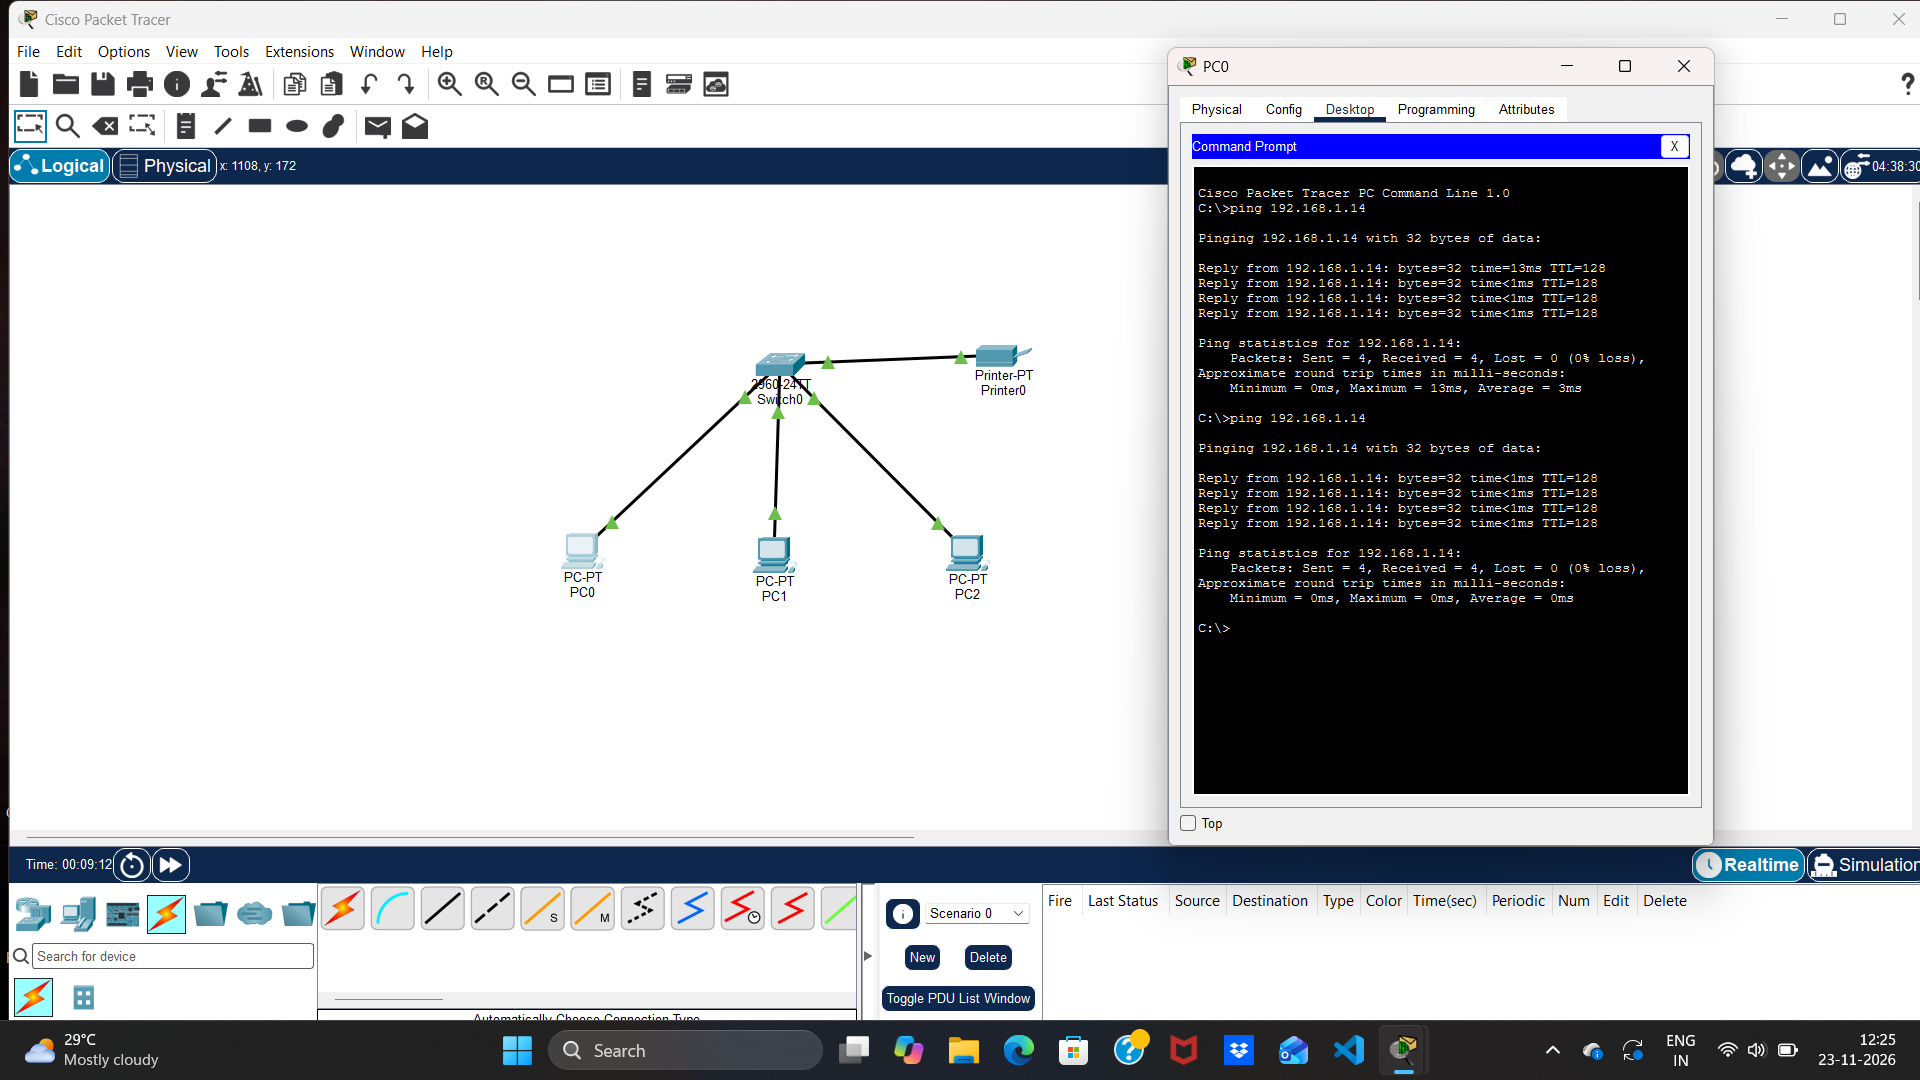 Cisco Packet Tracer
File Edit Options View Tools Extensions Window Help
Logical Physical x: 1108, y: 172
04:38:30
2960-24TT
Switch0
Printer-PT
Printer0
PC-PT
PC0
PC-PT
PC1
PC-PT
PC2
PC0
Physical Config Desktop Programming Attributes
Command Prompt X
Cisco Packet Tracer PC Command Line 1.0
C:\>ping 192.168.1.14
Pinging 192.168.1.14 with 32 bytes of data:
Reply from 192.168.1.14: bytes=32 time=13ms TTL=128
Reply from 192.168.1.14: bytes=32 time<1ms TTL=128
Reply from 192.168.1.14: bytes=32 time<1ms TTL=128
Reply from 192.168.1.14: bytes=32 time<1ms TTL=128
Ping statistics for 192.168.1.14:
Packets: Sent = 4, Received = 4, Lost = 0 (0% loss),
Approximate round trip times in milli-seconds:
Minimum = 0ms, Maximum = 13ms, Average = 3ms
C:\>ping 192.168.1.14
Pinging 192.168.1.14 with 32 bytes of data:
Reply from 192.168.1.14: bytes=32 time<1ms TTL=128
Reply from 192.168.1.14: bytes=32 time<1ms TTL=128
Reply from 192.168.1.14: bytes=32 time<1ms TTL=128
Reply from 192.168.1.14: bytes=32 time<1ms TTL=128
Ping statistics for 192.168.1.14:
Packets: Sent = 4, Received = 4, Lost = 0 (0% loss),
Approximate round trip times in milli-seconds:
Minimum = 0ms, Maximum = 0ms, Average = 0ms
C:\>
Top
Time: 00:09:12
Realtime Simulation
S M
Search for device
Automatically Choose Connection Type
Scenario 0
New Delete
Toggle PDU List Window
Fire Last Status Source Destination Type Color Time(sec) Periodic Num Edit Delete
29°C
Mostly cloudy
Search
ENG
IN
12:25
23-11-2026